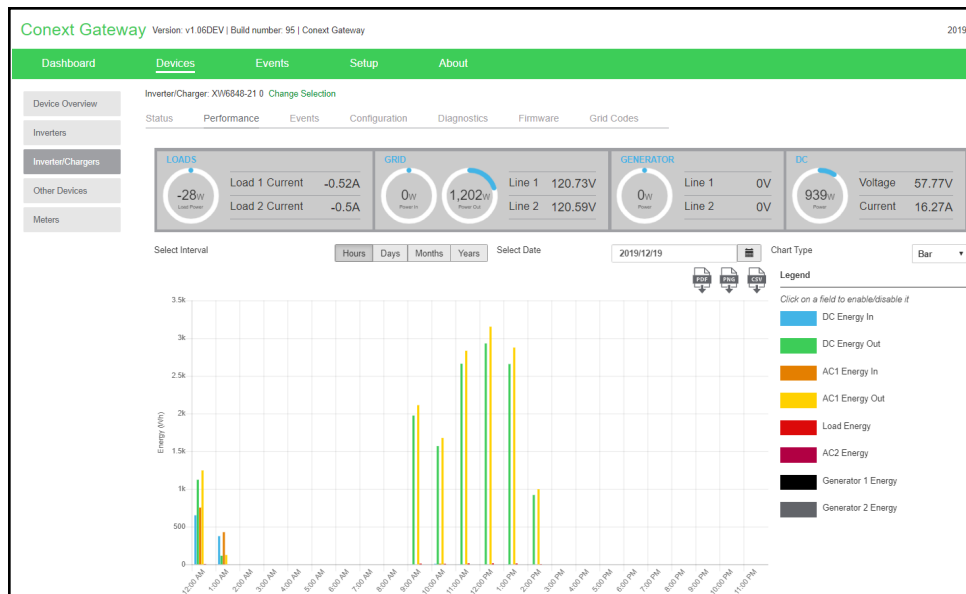 Conext Gateway Version: v1.06DEV | Build number: 95 | Conext Gateway 2019
Dashboard Devices Events Setup About
Inverter/Charger: XW6848-21 0 Change Selection
Device Overview
Inverters
Inverter/Chargers
Other Devices
Meters
Status Performance Events Configuration Diagnostics Firmware Grid Codes
LOADS
-28W
Load Power
Load 1 Current -0.52A
Load 2 Current -0.5A
GRID
0W
Power In
1,202W
Power Out
Line 1 120.73V
Line 2 120.59V
GENERATOR
0W
Power
Line 1 0V
Line 2 0V
DC
939W
Power
Voltage 57.77V
Current 16.27A
Select Interval Hours Days Months Years Select Date 2019/12/19 Chart Type Bar
PDF PNG CSV
Legend
Click on a field to enable/disable it
DC Energy In
DC Energy Out
AC1 Energy In
AC1 Energy Out
Load Energy
AC2 Energy
Generator 1 Energy
Generator 2 Energy
Energy (Wh)
3.5k
3k
2.5k
2k
1.5k
1k
500
0
12:00 AM 1:00 AM 2:00 AM 3:00 AM 4:00 AM 5:00 AM 6:00 AM 7:00 AM 8:00 AM 9:00 AM 10:00 AM 11:00 AM 12:00 PM 1:00 PM 2:00 PM 3:00 PM 4:00 PM 5:00 PM 6:00 PM 7:00 PM 8:00 PM 9:00 PM 10:00 PM 11:00 PM